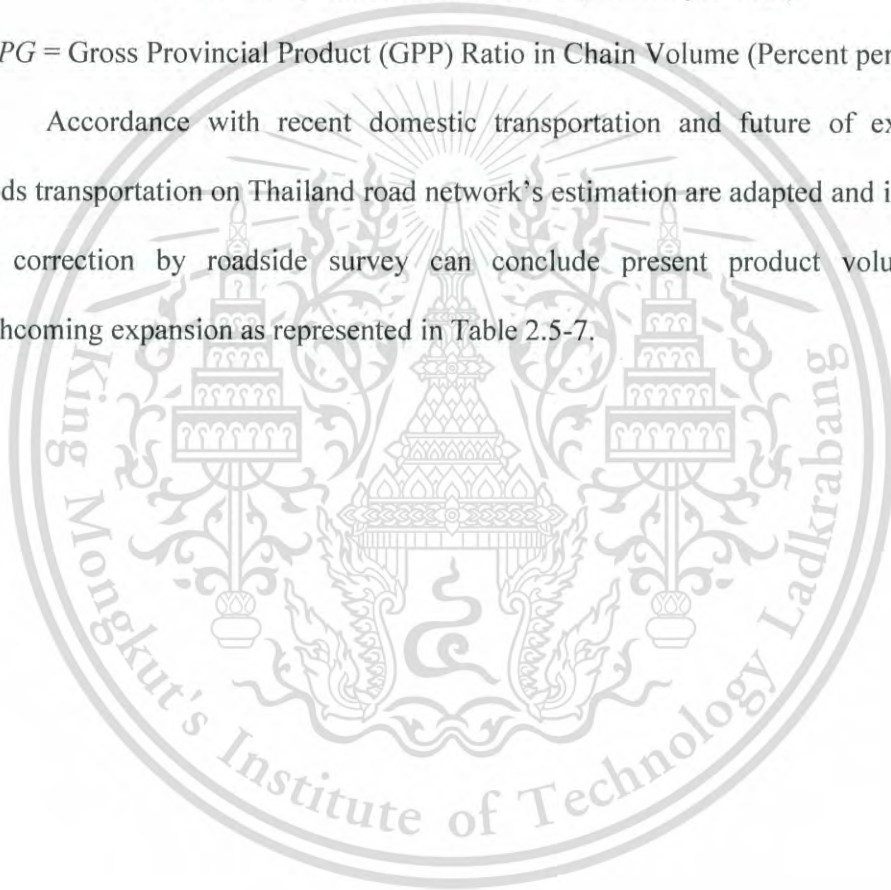 PG = Gross Provincial Product (GPP) Ratio in Chain Volume (Percent per
Accordance with recent domestic transportation and future of ex
ds transportation on Thailand road network's estimation are adapted and i
correction by roadside survey can conclude present product volu
hcoming expansion as represented in Table 2.5-7.
King Mongkut's Institute of Technology Ladkrabang